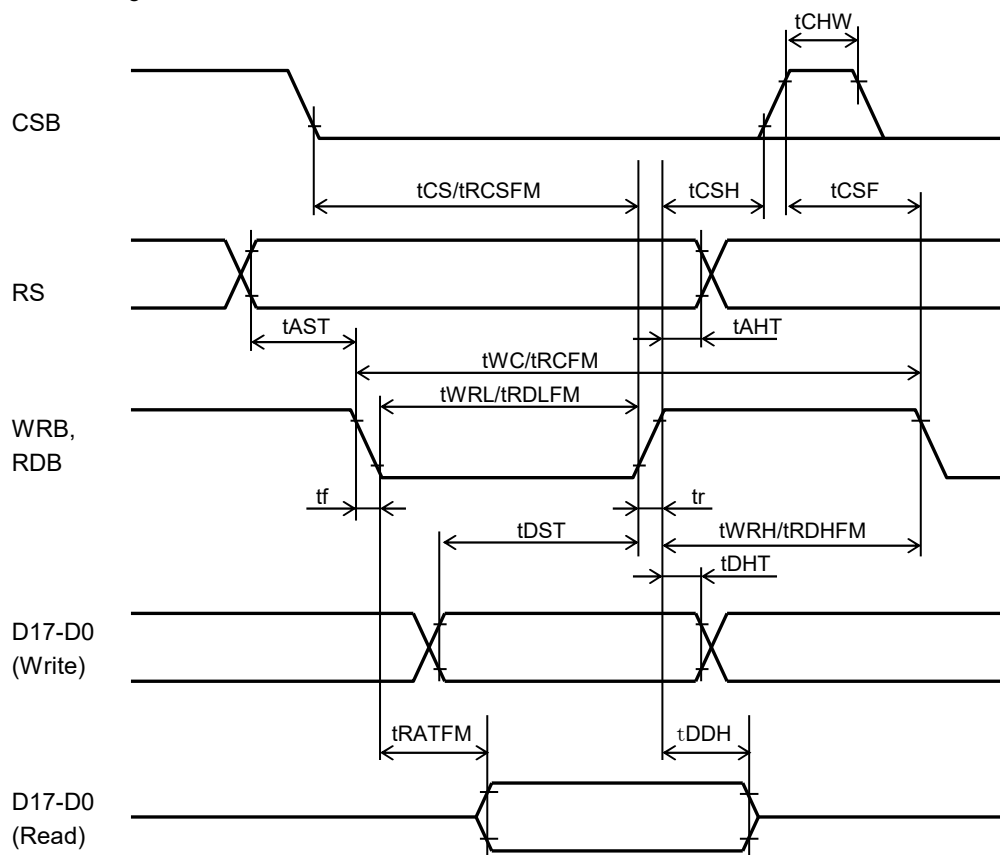 tCHW
CSB
tCS/tRCSFM
tCSH
tCSF
RS
tAST
tAHT
tWC/tRCFM
tWRL/tRDLFM
WRB,
RDB
tf
tr
tDST
tWRH/tRDHFM
tDHT
D17-D0
(Write)
tRATFM
tDDH
D17-D0
(Read)